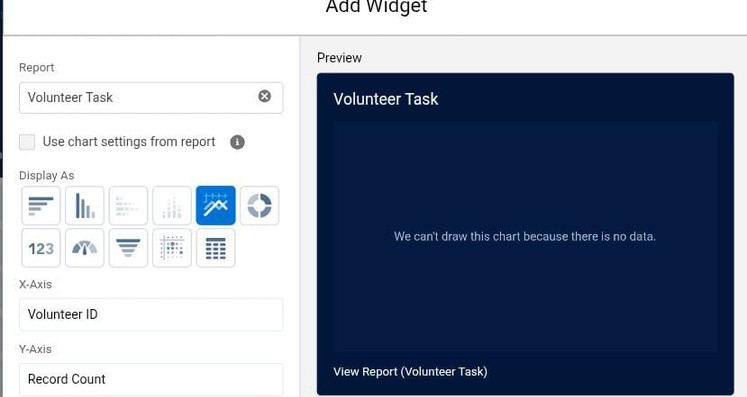 Add Widget
Report
Volunteer Task
Use chart settings from report
Display As
123
X-Axis
Volunteer ID
Y-Axis
Record Count
Preview
Volunteer Task
We can't draw this chart because there is no data.
View Report (Volunteer Task)